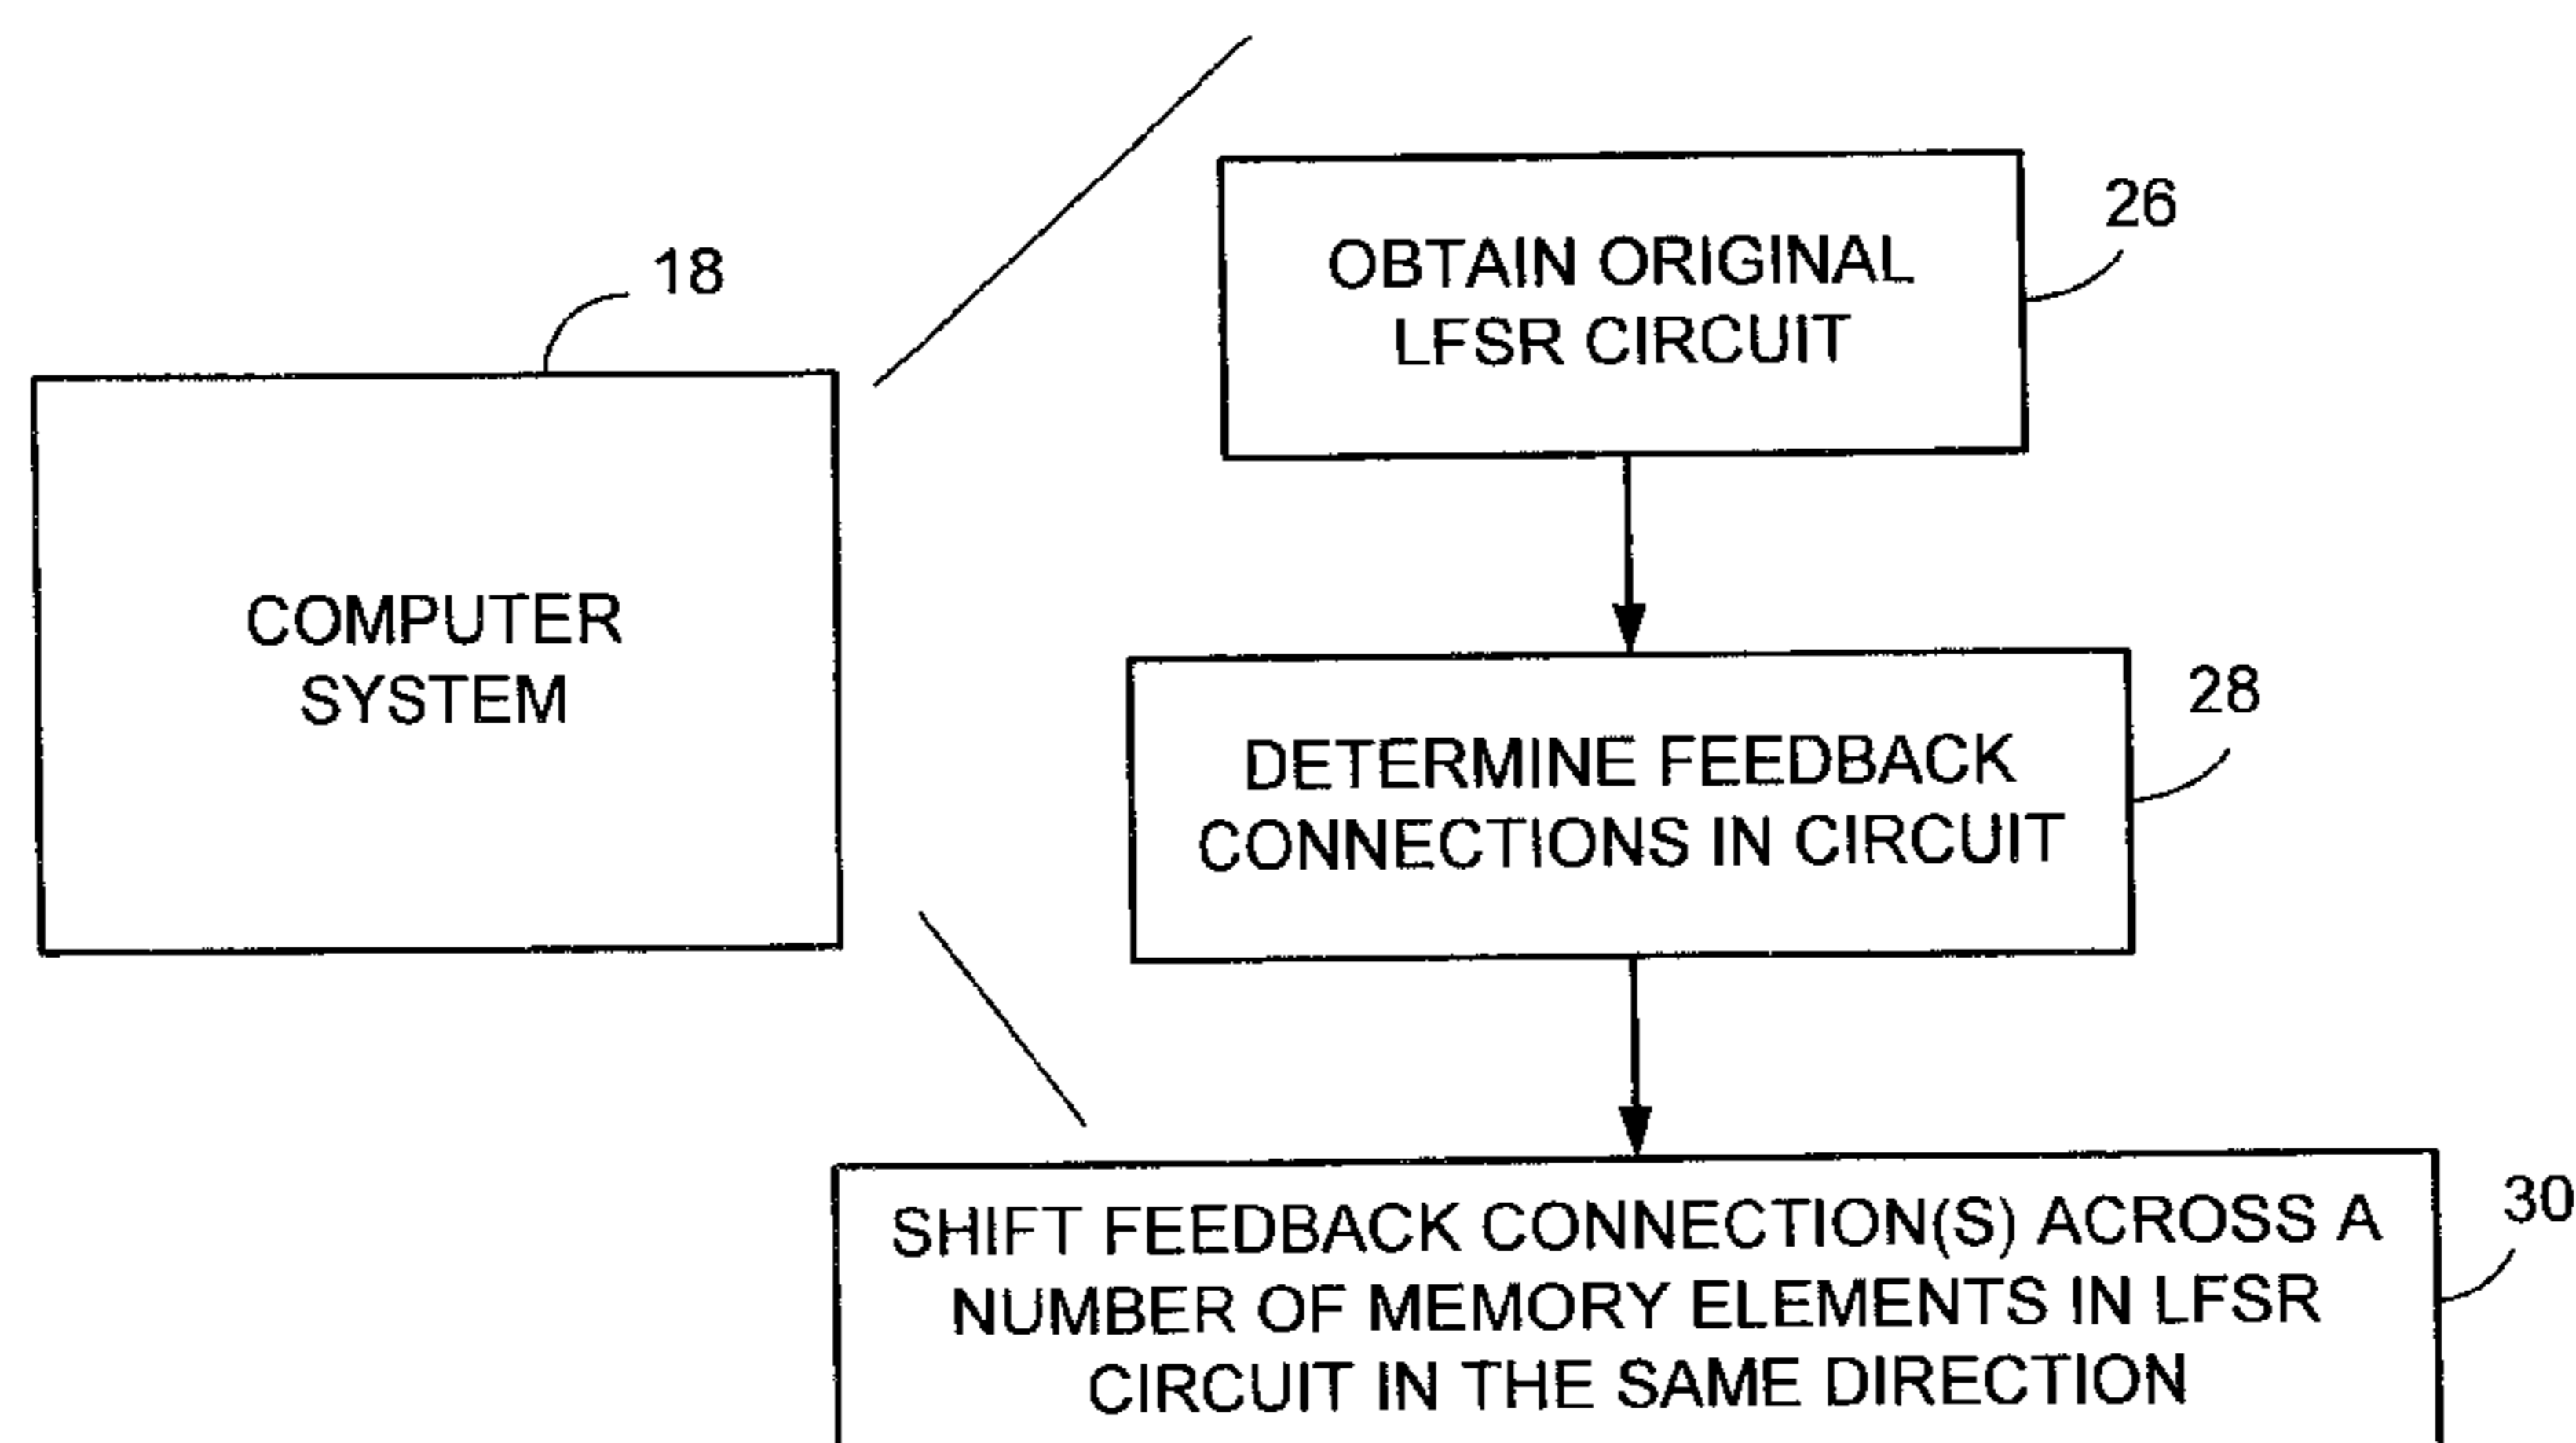 18
COMPUTER
SYSTEM
26
OBTAIN ORIGINAL
LFSR CIRCUIT
28
DETERMINE FEEDBACK
CONNECTIONS IN CIRCUIT
30
SHIFT FEEDBACK CONNECTION(S) ACROSS A
NUMBER OF MEMORY ELEMENTS IN LFSR
CIRCUIT IN THE SAME DIRECTION